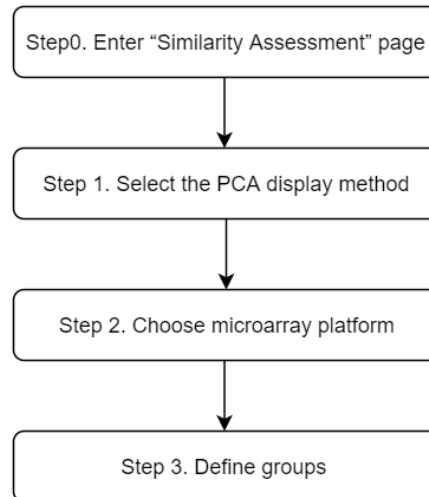 Step0. Enter “Similarity Assessment” page
Step 1. Select the PCA display method
Step 2. Choose microarray platform
Step 3. Define groups